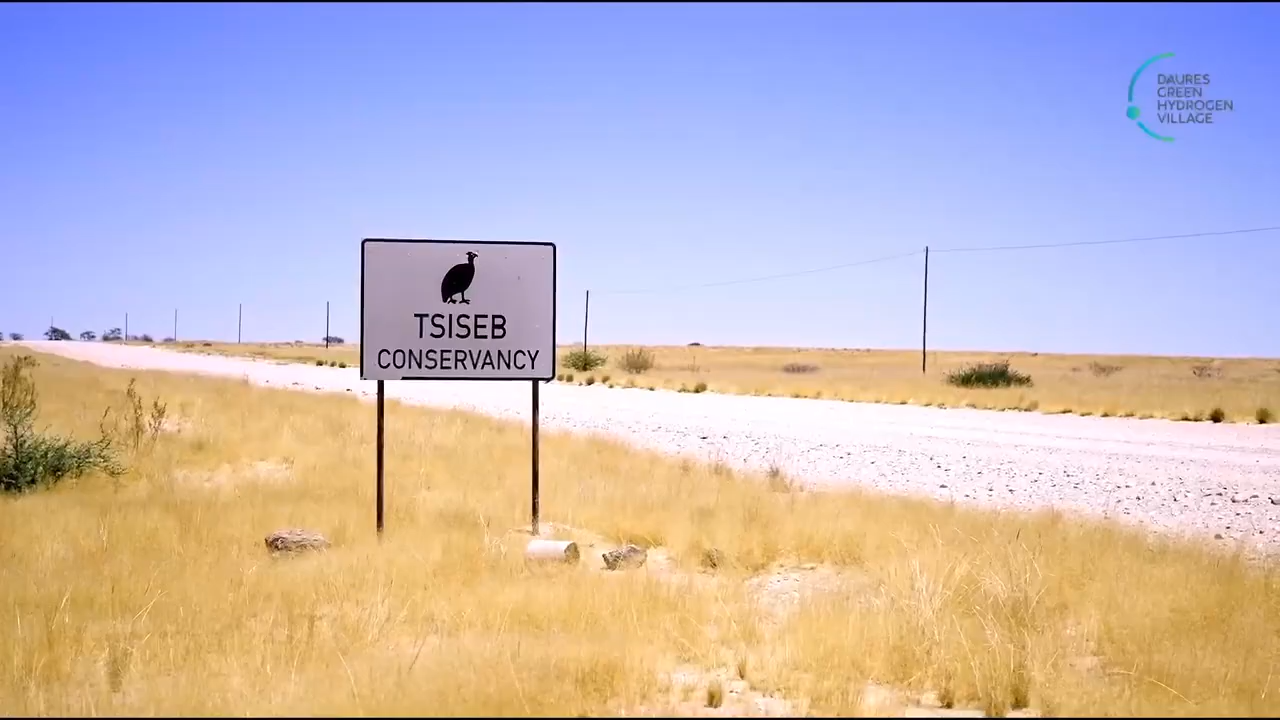 DAURES
GREEN
HYDROGEN
VILLAGE
TSISEB
CONSERVANCY